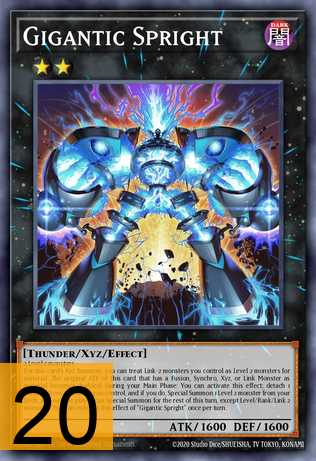 Gigantic Spright
DARK
闇
[Thunder/Xyz/Effect]
2 Level 2 monsters
For this card's Xyz Summon, you can treat Link-2 monsters you control as Level 2 monsters for
material. The original ATK of this card that has a Fusion, Synchro, Xyz, or Link Monster as
during your Main Phase: You can activate this effect; detach 1
control, and if you do, Special Summon 1 Level 2 monster from your
Special Summon for the rest of this turn, except Level/Rank/Link 2
this effect of "Gigantic Spright" once per turn.
20
ATK/1600 DEF/1600
©2020 Studio Dice/SHUEISHA, TV TOKYO, KONAMI